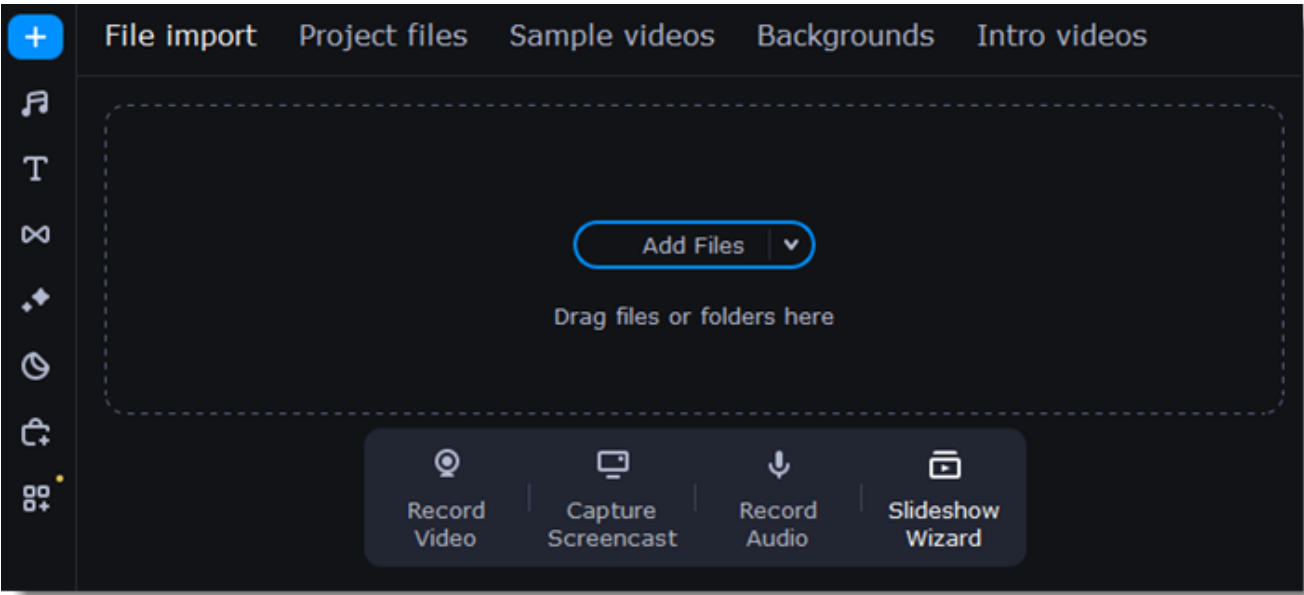 File import Project files Sample videos Backgrounds Intro videos
Add Files
Drag files or folders here
Record Video
Capture Screencast
Record Audio
Slideshow Wizard